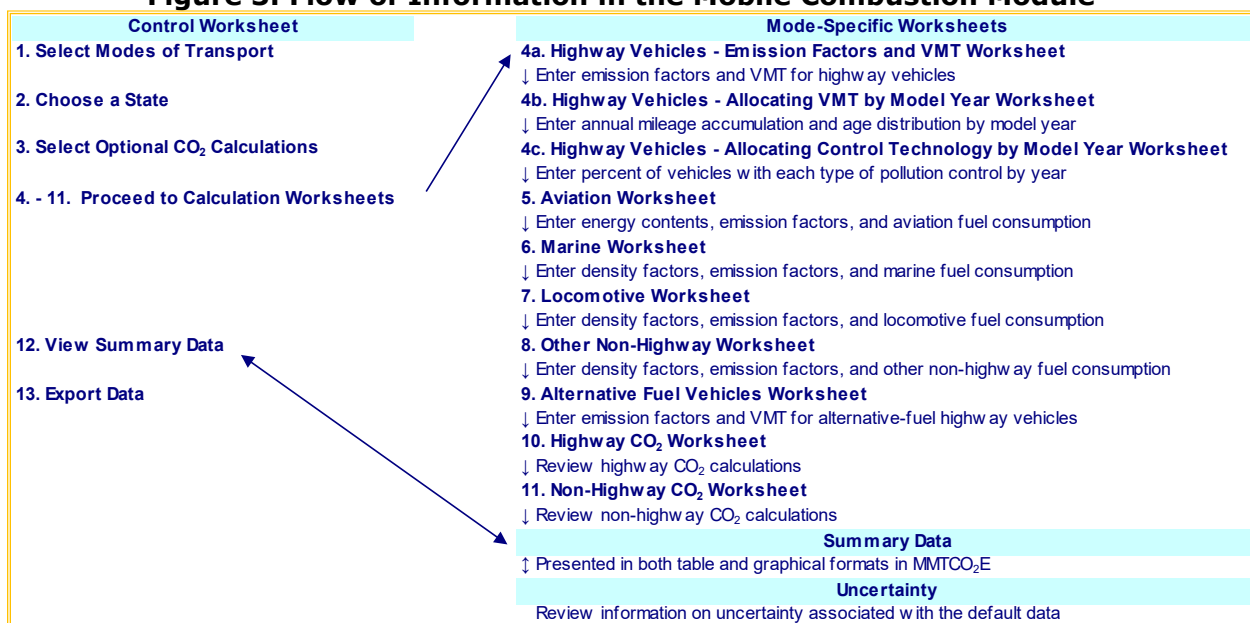 Figure 3. Flow of Information in the Mobile Combustion Module
Control Worksheet
1. Select Modes of Transport
2. Choose a State
3. Select Optional CO₂ Calculations
4. - 11. Proceed to Calculation Worksheets
12. View Summary Data
13. Export Data
Mode-Specific Worksheets
4a. Highway Vehicles - Emission Factors and VMT Worksheet
↓ Enter emission factors and VMT for highway vehicles
4b. Highway Vehicles - Allocating VMT by Model Year Worksheet
↓ Enter annual mileage accumulation and age distribution by model year
4c. Highway Vehicles - Allocating Control Technology by Model Year Worksheet
↓ Enter percent of vehicles with each type of pollution control by year
5. Aviation Worksheet
↓ Enter energy contents, emission factors, and aviation fuel consumption
6. Marine Worksheet
↓ Enter density factors, emission factors, and marine fuel consumption
7. Locomotive Worksheet
↓ Enter density factors, emission factors, and locomotive fuel consumption
8. Other Non-Highway Worksheet
↓ Enter density factors, emission factors, and other non-highway fuel consumption
9. Alternative Fuel Vehicles Worksheet
↓ Enter emission factors and VMT for alternative-fuel highway vehicles
10. Highway CO₂ Worksheet
↓ Review highway CO₂ calculations
11. Non-Highway CO₂ Worksheet
↓ Review non-highway CO₂ calculations
Summary Data
↕ Presented in both table and graphical formats in MMTCO₂E
Uncertainty
Review information on uncertainty associated with the default data